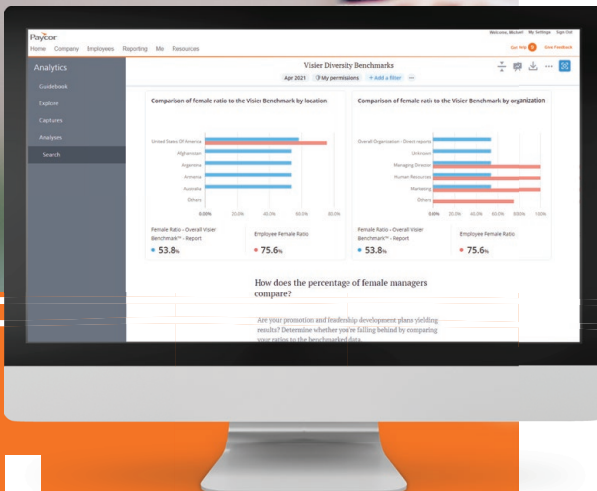 Welcome, Michael! My Settings Sign Out
Paycor
Home Company Employees Reporting Me Resources
Get Help Give Feedback
Analytics
Guidebook
Explore
Captures
Analyses
Search
Visier Diversity Benchmarks
Apr 2021 My permissions + Add a filter ...
Comparison of female ratio to the Visier Benchmark by location
United States Of America
Afghanistan
Argentina
Armenia
Australia
Others
0.00% 20.0% 40.0% 60.0% 80.0%
Female Ratio - Overall Visier
Benchmark™ - Report
53.8%
Employee Female Ratio
75.6%
Comparison of female ratio to the Visier Benchmark by organization
Overall Organization - Direct reports
Unknown
Managing Director
Human Resources
Marketing
Others
0.00% 20.0% 40.0% 60.0% 80.0% 100%
Female Ratio - Overall Visier
Benchmark™ - Report
53.8%
Employee Female Ratio
75.6%
How does the percentage of female managers
compare?
Are your promotion and leadership development plans yielding
results? Determine whether you're falling behind by comparing
your ratios to the benchmarked data.